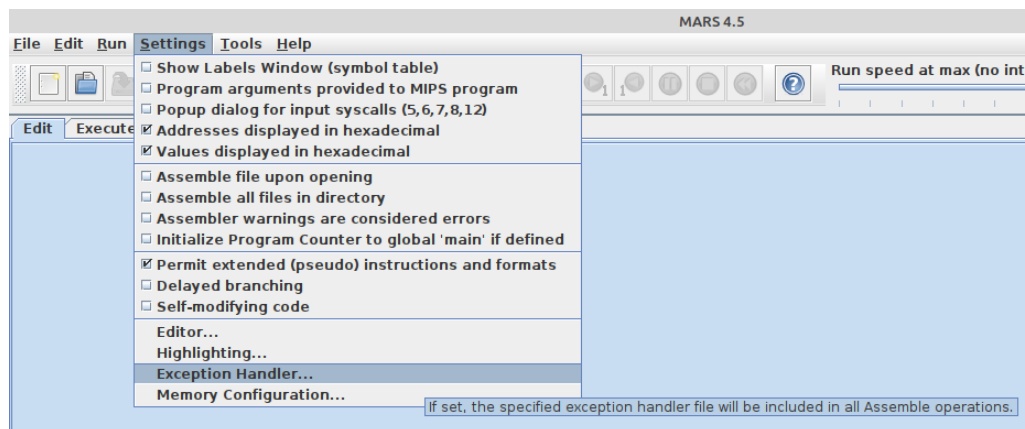 MARS 4.5
File Edit Run Settings Tools Help
Show Labels Window (symbol table)
Program arguments provided to MIPS program
Popup dialog for input syscalls (5,6,7,8,12)
Addresses displayed in hexadecimal
Values displayed in hexadecimal
Assemble file upon opening
Assemble all files in directory
Assembler warnings are considered errors
Initialize Program Counter to global 'main' if defined
Permit extended (pseudo) instructions and formats
Delayed branching
Self-modifying code
Editor...
Highlighting...
Exception Handler...
Memory Configuration...
If set, the specified exception handler file will be included in all Assemble operations.
Run speed at max (no int
1 1
Edit Execute